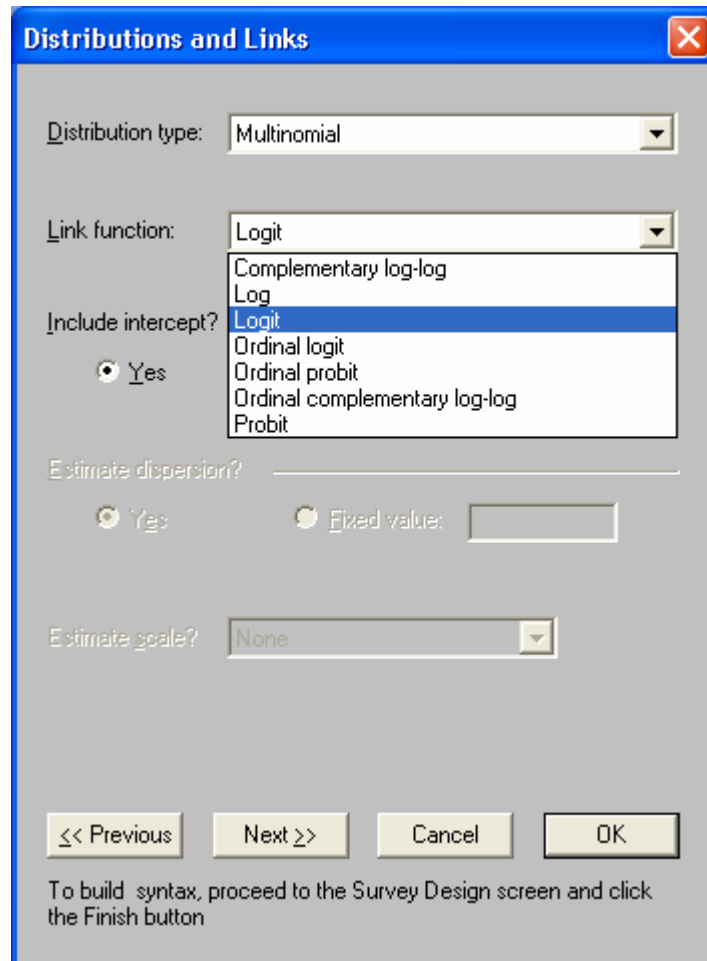 Distributions and Links
Distribution type: Multinomial
Link function: Logit
Complementary log-log
Log
Logit
Ordinal logit
Ordinal probit
Ordinal complementary log-log
Probit
Include intercept?
Yes
Estimate dispersion?
Yes Fixed value:
Estimate scale? None
<< Previous Next >> Cancel OK
To build syntax, proceed to the Survey Design screen and click
the Finish button